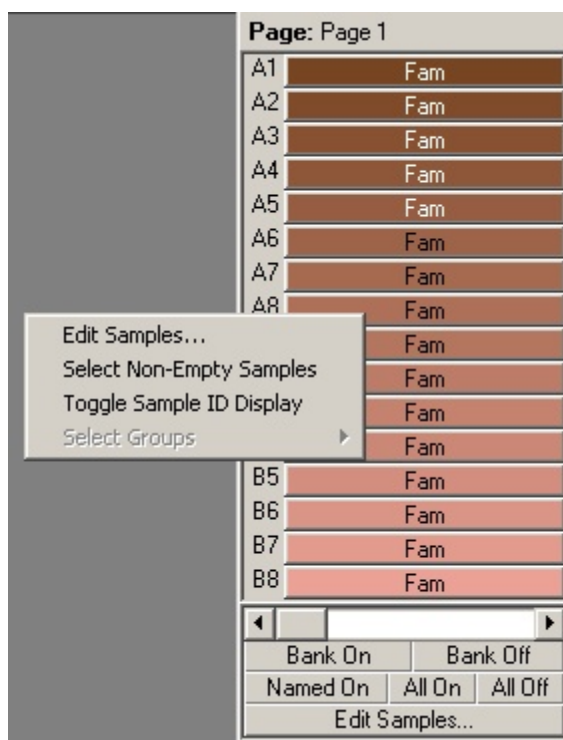 Page: Page 1
A1 Fam
A2 Fam
A3 Fam
A4 Fam
A5 Fam
A6 Fam
A7 Fam
A8 Fam
Fam
Fam
Fam
Fam
B5 Fam
B6 Fam
B7 Fam
B8 Fam
Edit Samples...
Select Non-Empty Samples
Toggle Sample ID Display
Select Groups
Bank On Bank Off
Named On All On All Off
Edit Samples...